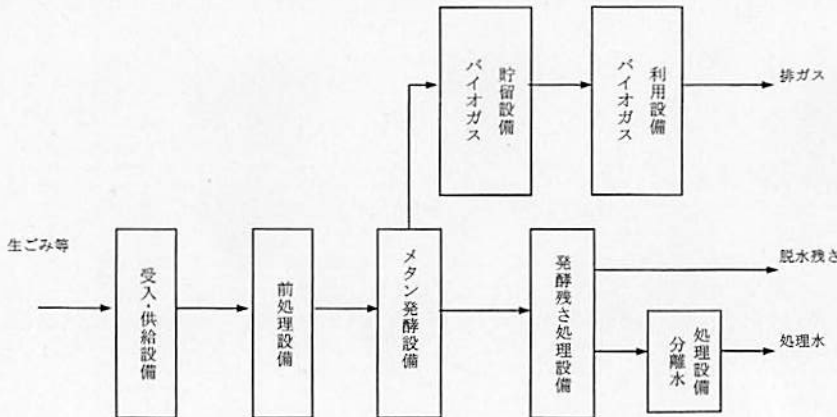 バイオガス
貯留設備
バイオガス
利用設備
排ガス
生ごみ等
受入・供給設備
前処理設備
メタン発酵設備
発酵残さ処理設備
脱水残さ
分離水
処理設備
処理水